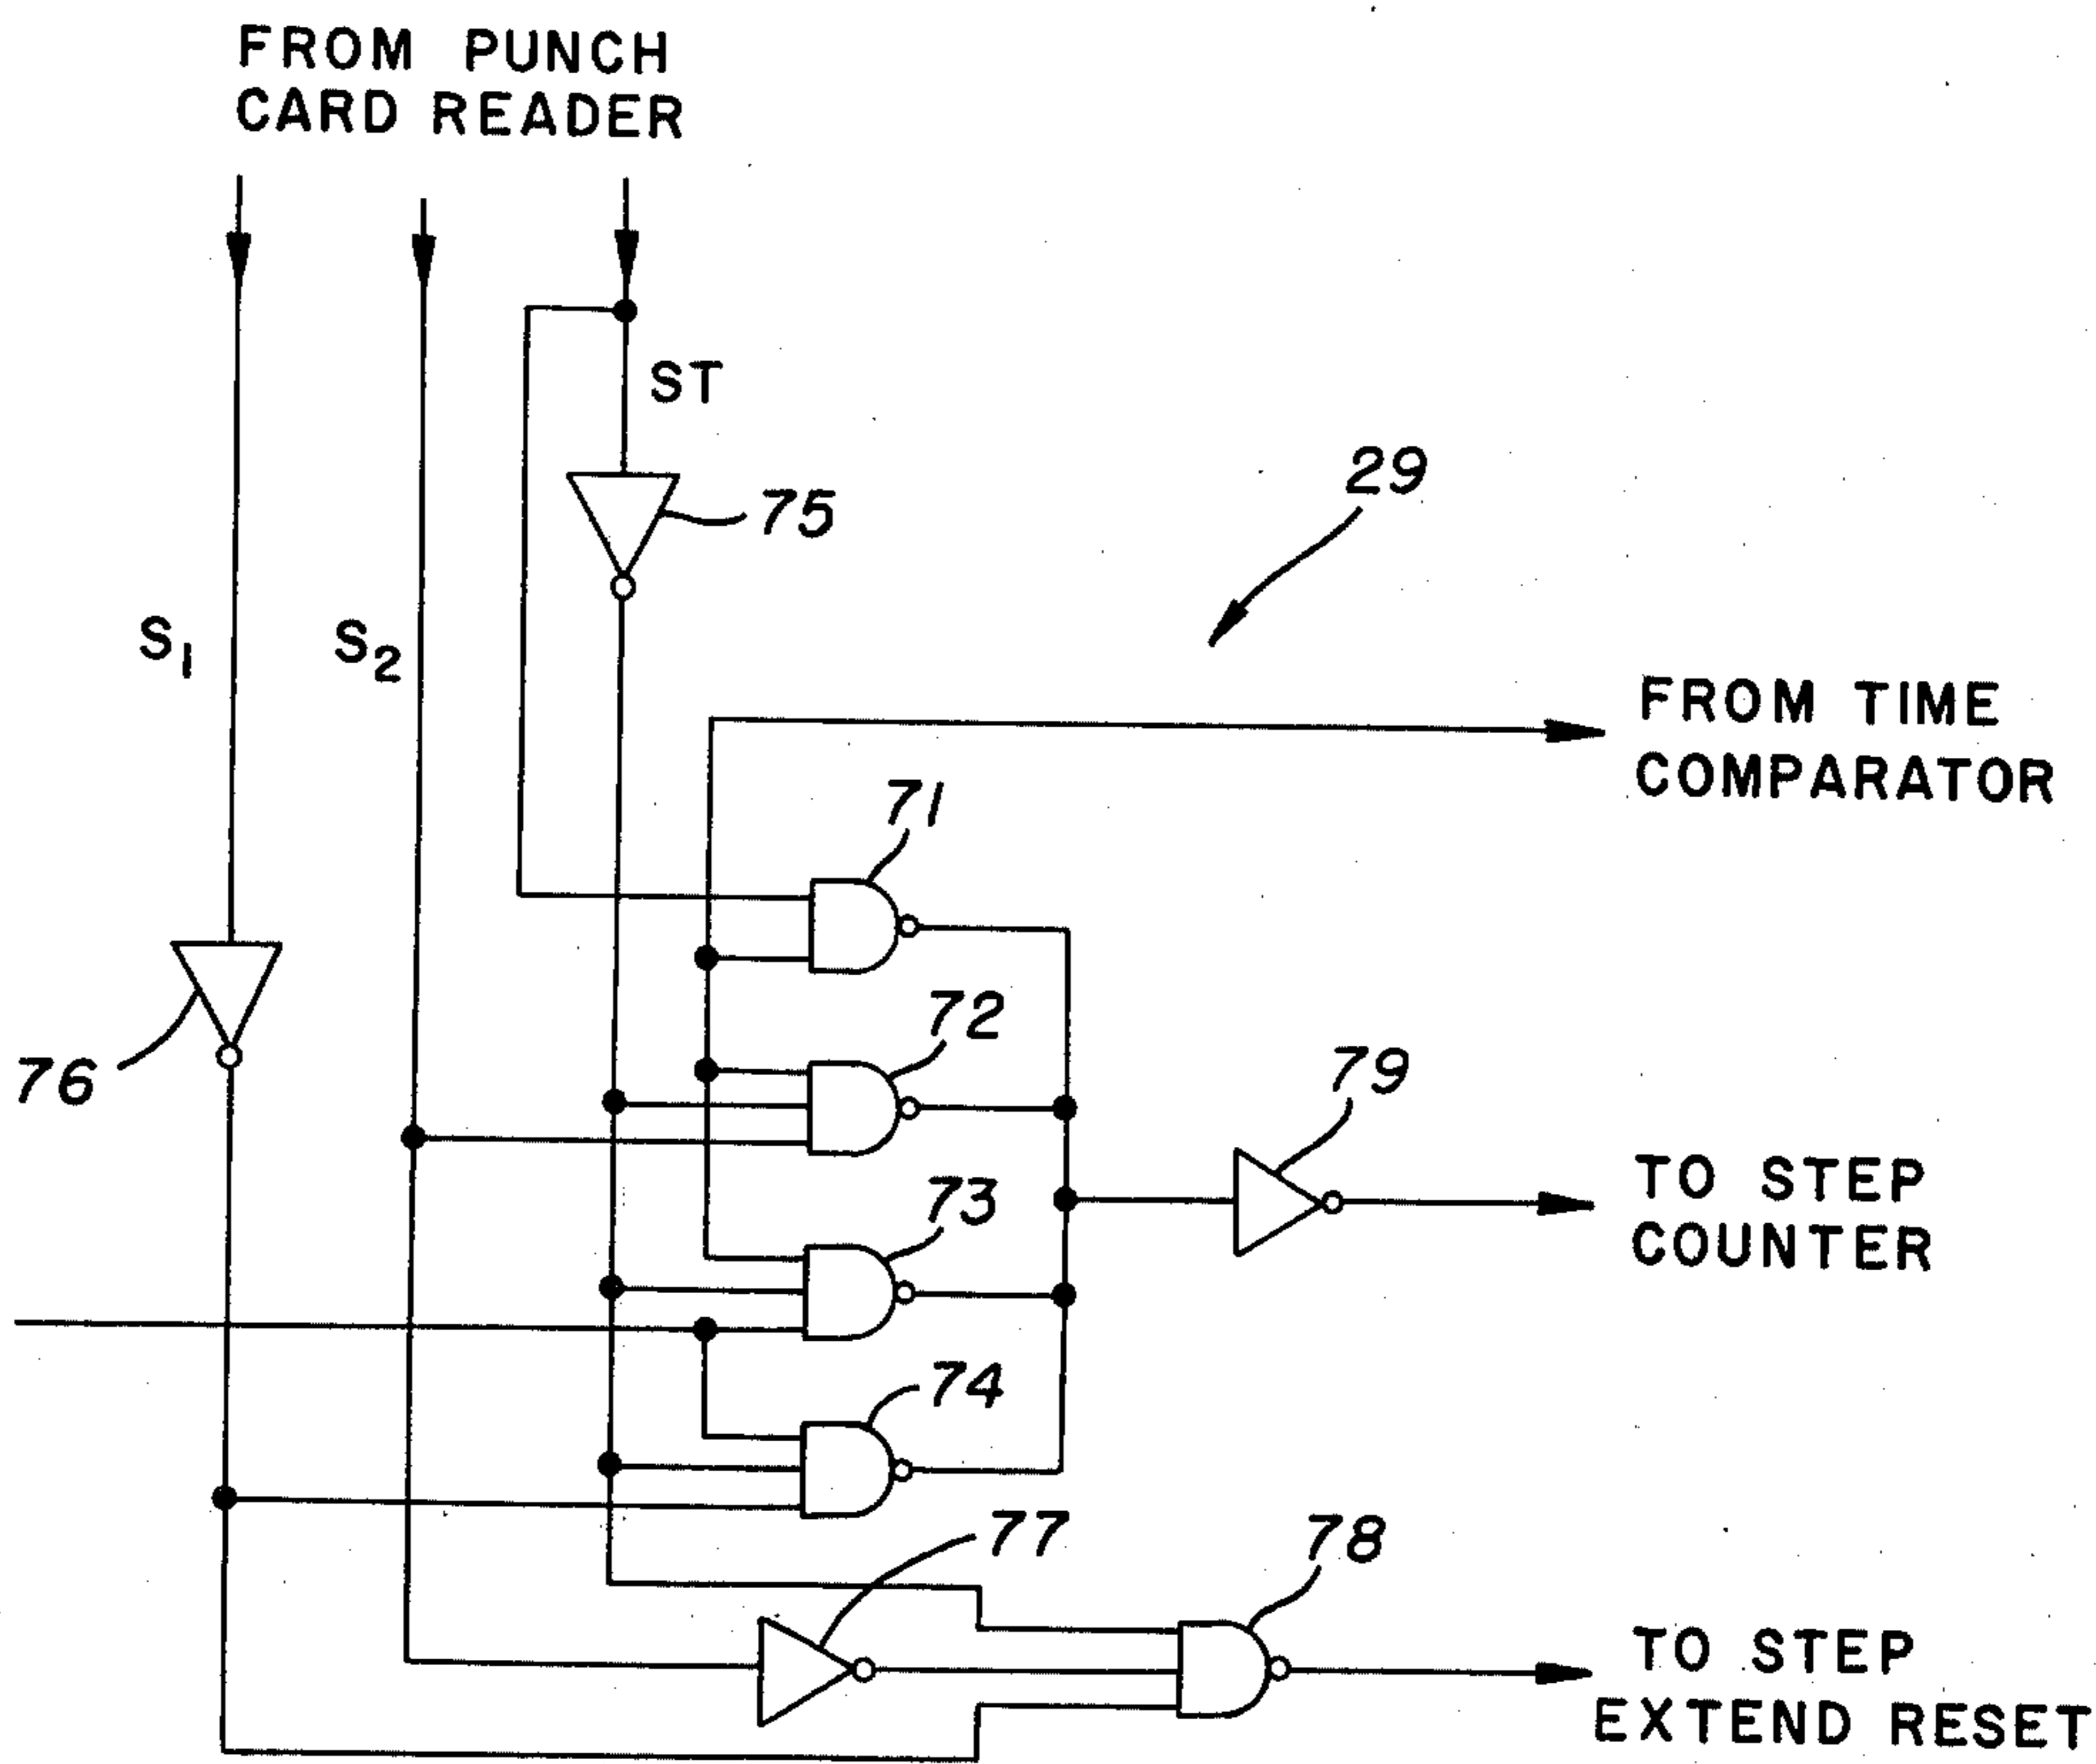 FROM PUNCH
CARD READER
ST
75
29
S1
S2
FROM TIME
COMPARATOR
71
72
76
79
73
TO STEP
COUNTER
74
77
78
TO STEP
EXTEND RESET